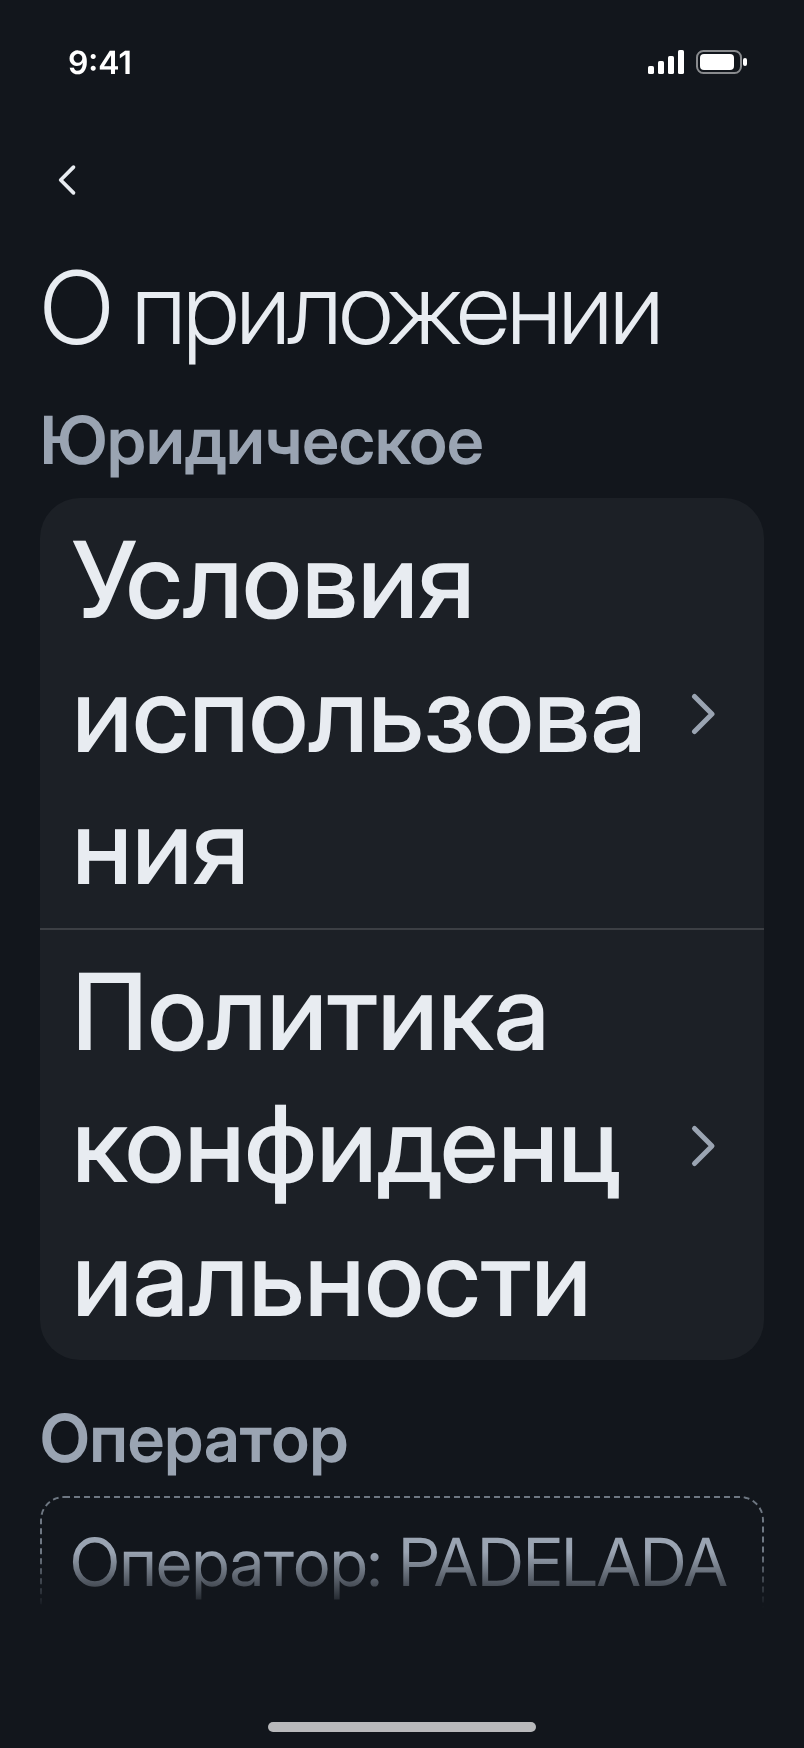 9:41
О приложении
Юридическое
Условия
использова
ния
Политика
конфиденц
иальности
Оператор
Оператор: PADELADA